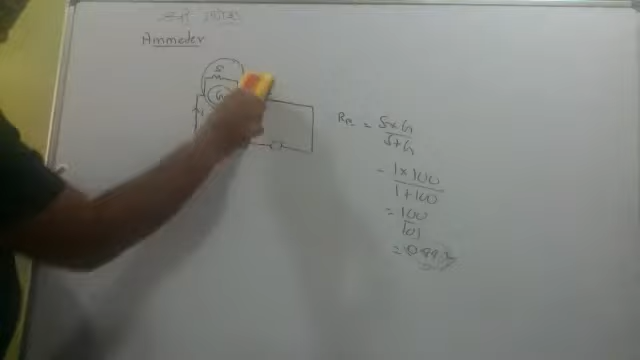 Ammeter
S
G
Rₚ = S×G / S+G
= 1×100 / 1+100
= 100 / 101
= 0.99